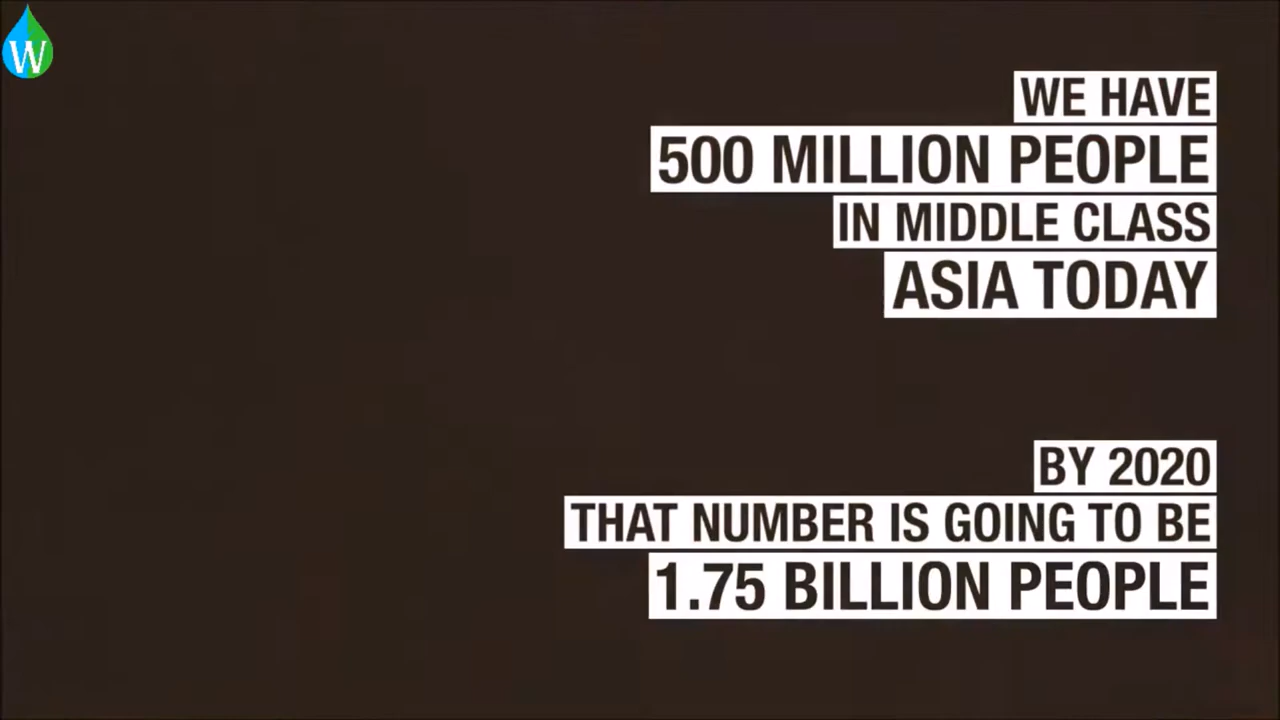 W
WE HAVE
500 MILLION PEOPLE
IN MIDDLE CLASS
ASIA TODAY
BY 2020
THAT NUMBER IS GOING TO BE
1.75 BILLION PEOPLE